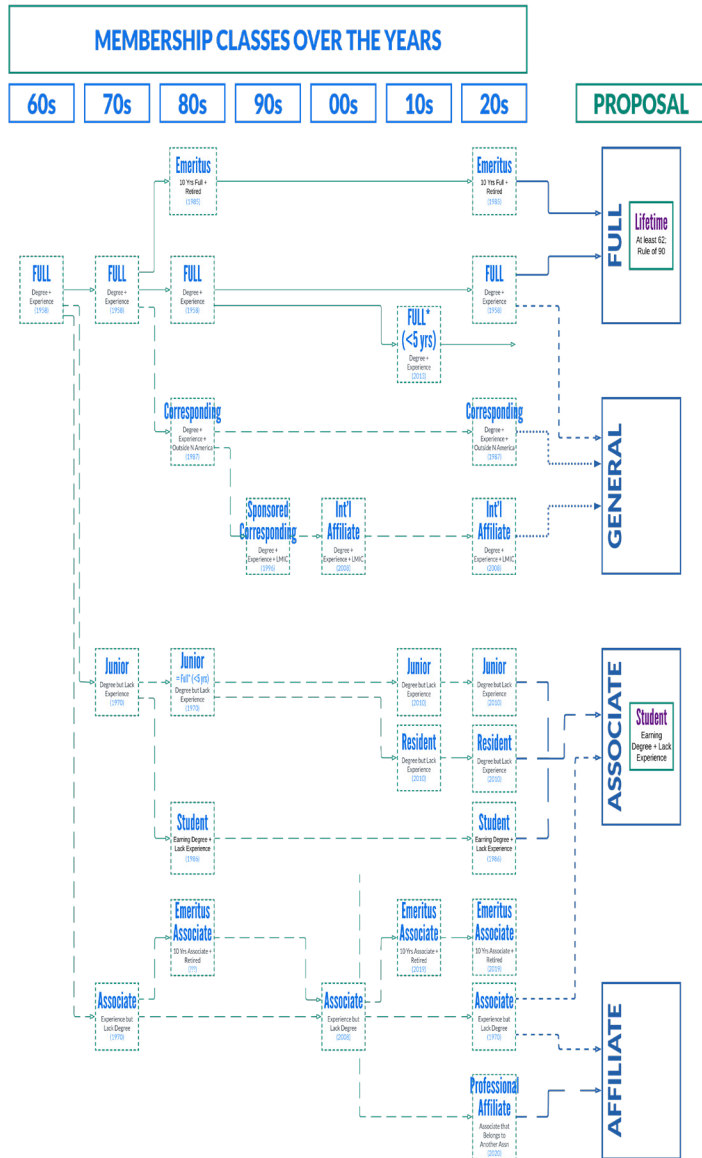 MEMBERSHIP CLASSES OVER THE YEARS
60s
70s
80s
90s
00s
10s
20s
PROPOSAL
Emeritus
10 Yrs Full +
Retired
(1985)
Emeritus
10 Yrs Full +
Retired
(1985)
FULL
Lifetime
At least 62;
Rule of 90
FULL
Degree +
Experience
(1958)
FULL
Degree +
Experience
(1958)
FULL
Degree +
Experience
(1958)
FULL
Degree +
Experience
(1958)
FULL*
(<5 yrs)
Degree +
Experience
(2013)
Corresponding
Degree +
Experience +
Outside N America
(1987)
Corresponding
Degree +
Experience +
Outside N America
(1987)
GENERAL
Sponsored
Corresponding
Degree +
Experience + LMIC
(1996)
Int'l
Affiliate
Degree +
Experience + LMIC
Int'l
Affiliate
Degree +
Experience + LMIC
(2008)
Junior
Degree but Lack
Experience
(1970)
Junior
= Full* (<5 yrs)
Degree but Lack
Experience
(1970)
Junior
Degree but Lack
Experience
(2010)
Junior
Degree but Lack
Experience
(2010)
ASSOCIATE
Student
Earning
Degree + Lack
Experience
Resident
Degree but Lack
Experience
(2010)
Resident
Degree but Lack
Experience
(2010)
Student
Earning Degree +
Lack Experience
(1986)
Student
Earning Degree +
Lack Experience
(1986)
Emeritus
Associate
10 Yrs Associate +
Retired
(??)
Emeritus
Associate
10 Yrs Associate +
Retired
(2019)
Emeritus
Associate
10 Yrs Associate +
Retired
(2019)
Associate
Experience but
Lack Degree
(1970)
Associate
Experience but
Lack Degree
(2008)
Associate
Experience but
Lack Degree
(1970)
AFFILIATE
Professional
Affiliate
Associate that
Belongs to
Another Assn
(2020)